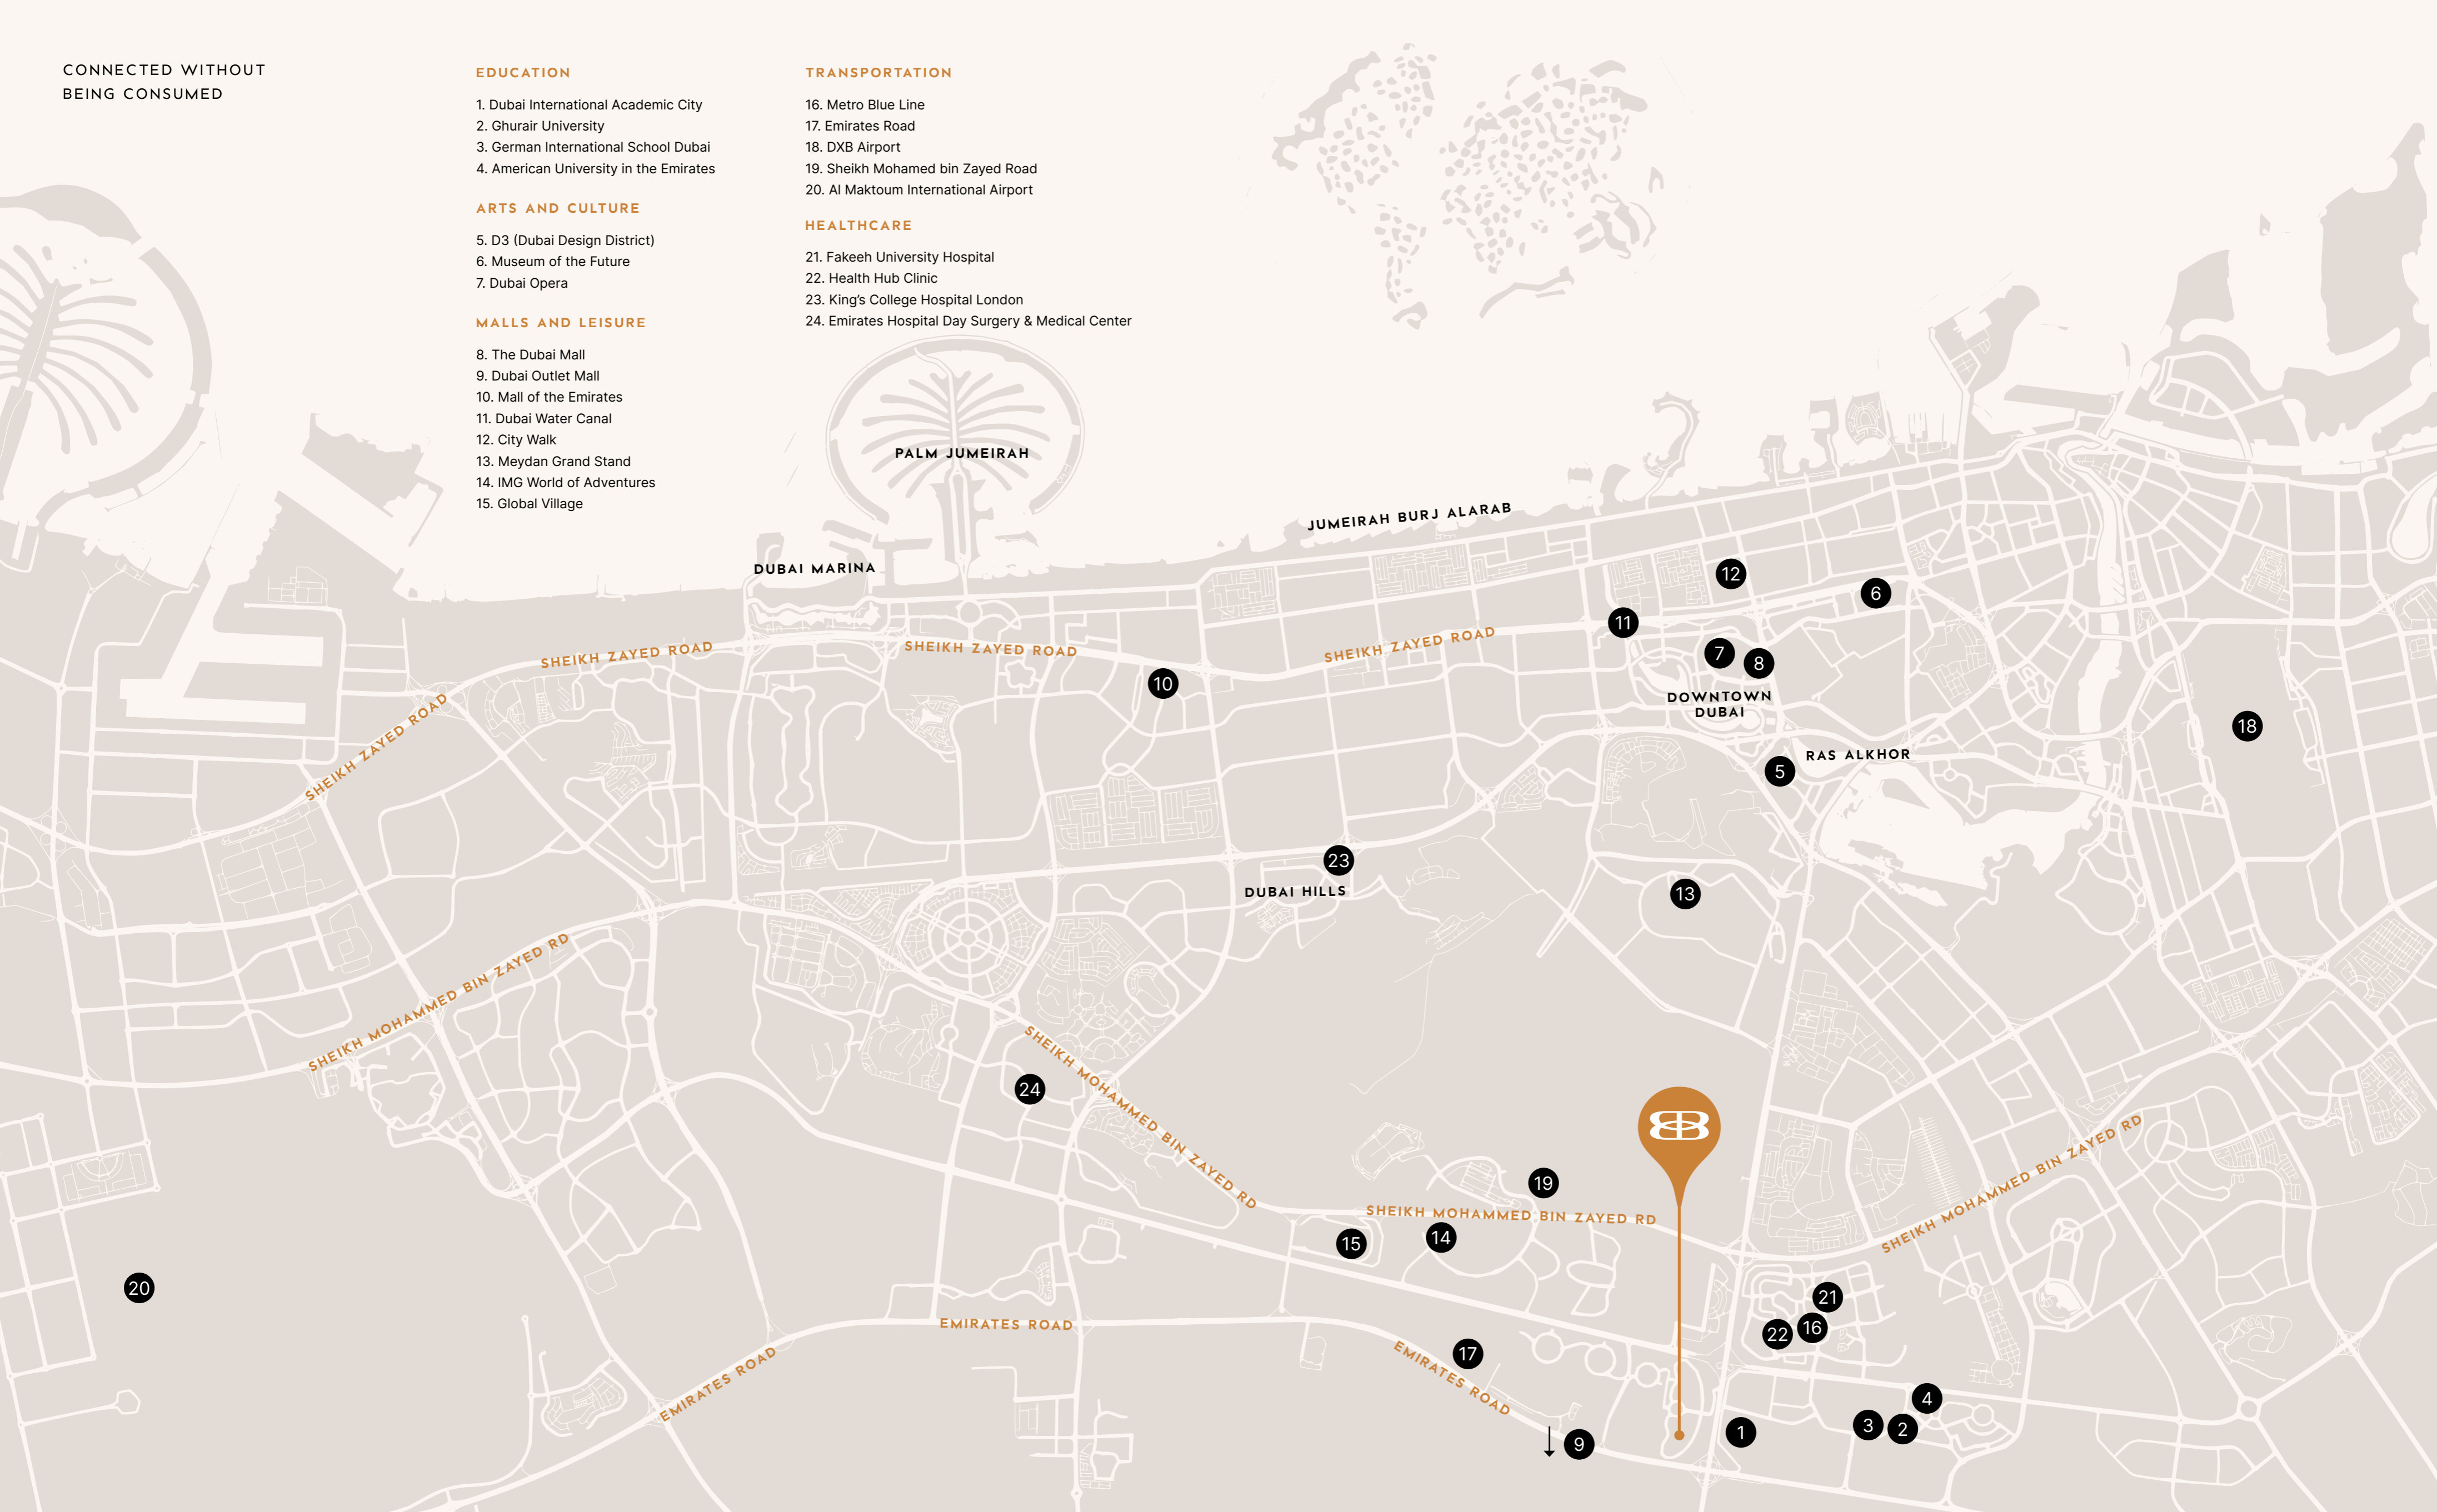 CONNECTED WITHOUT
BEING CONSUMED
EDUCATION
1. Dubai International Academic City
2. Ghurair University
3. German International School Dubai
4. American University in the Emirates
ARTS AND CULTURE
5. D3 (Dubai Design District)
6. Museum of the Future
7. Dubai Opera
MALLS AND LEISURE
8. The Dubai Mall
9. Dubai Outlet Mall
10. Mall of the Emirates
11. Dubai Water Canal
12. City Walk
13. Meydan Grand Stand
14. IMG World of Adventures
15. Global Village
TRANSPORTATION
16. Metro Blue Line
17. Emirates Road
18. DXB Airport
19. Sheikh Mohamed bin Zayed Road
20. Al Maktoum International Airport
HEALTHCARE
21. Fakeeh University Hospital
22. Health Hub Clinic
23. King's College Hospital London
24. Emirates Hospital Day Surgery & Medical Center
PALM JUMEIRAH
JUMEIRAH BURJ ALARAB
DUBAI MARINA
12
6
11
SHEIKH ZAYED ROAD
SHEIKH ZAYED ROAD
SHEIKH ZAYED ROAD
7
8
10
DOWNTOWN
DUBAI
SHEIKH ZAYED ROAD
18
RAS ALKHOR
5
23
DUBAI HILLS
13
SHEIKH MOHAMMED BIN ZAYED RD
24
SHEIKH MOHAMMED BIN ZAYED RD
BB
19
SHEIKH MOHAMMED BIN ZAYED RD
SHEIKH MOHAMMED BIN ZAYED RD
15
14
20
21
16
22
EMIRATES ROAD
17
EMIRATES ROAD
EMIRATES ROAD
4
3
2
1
9